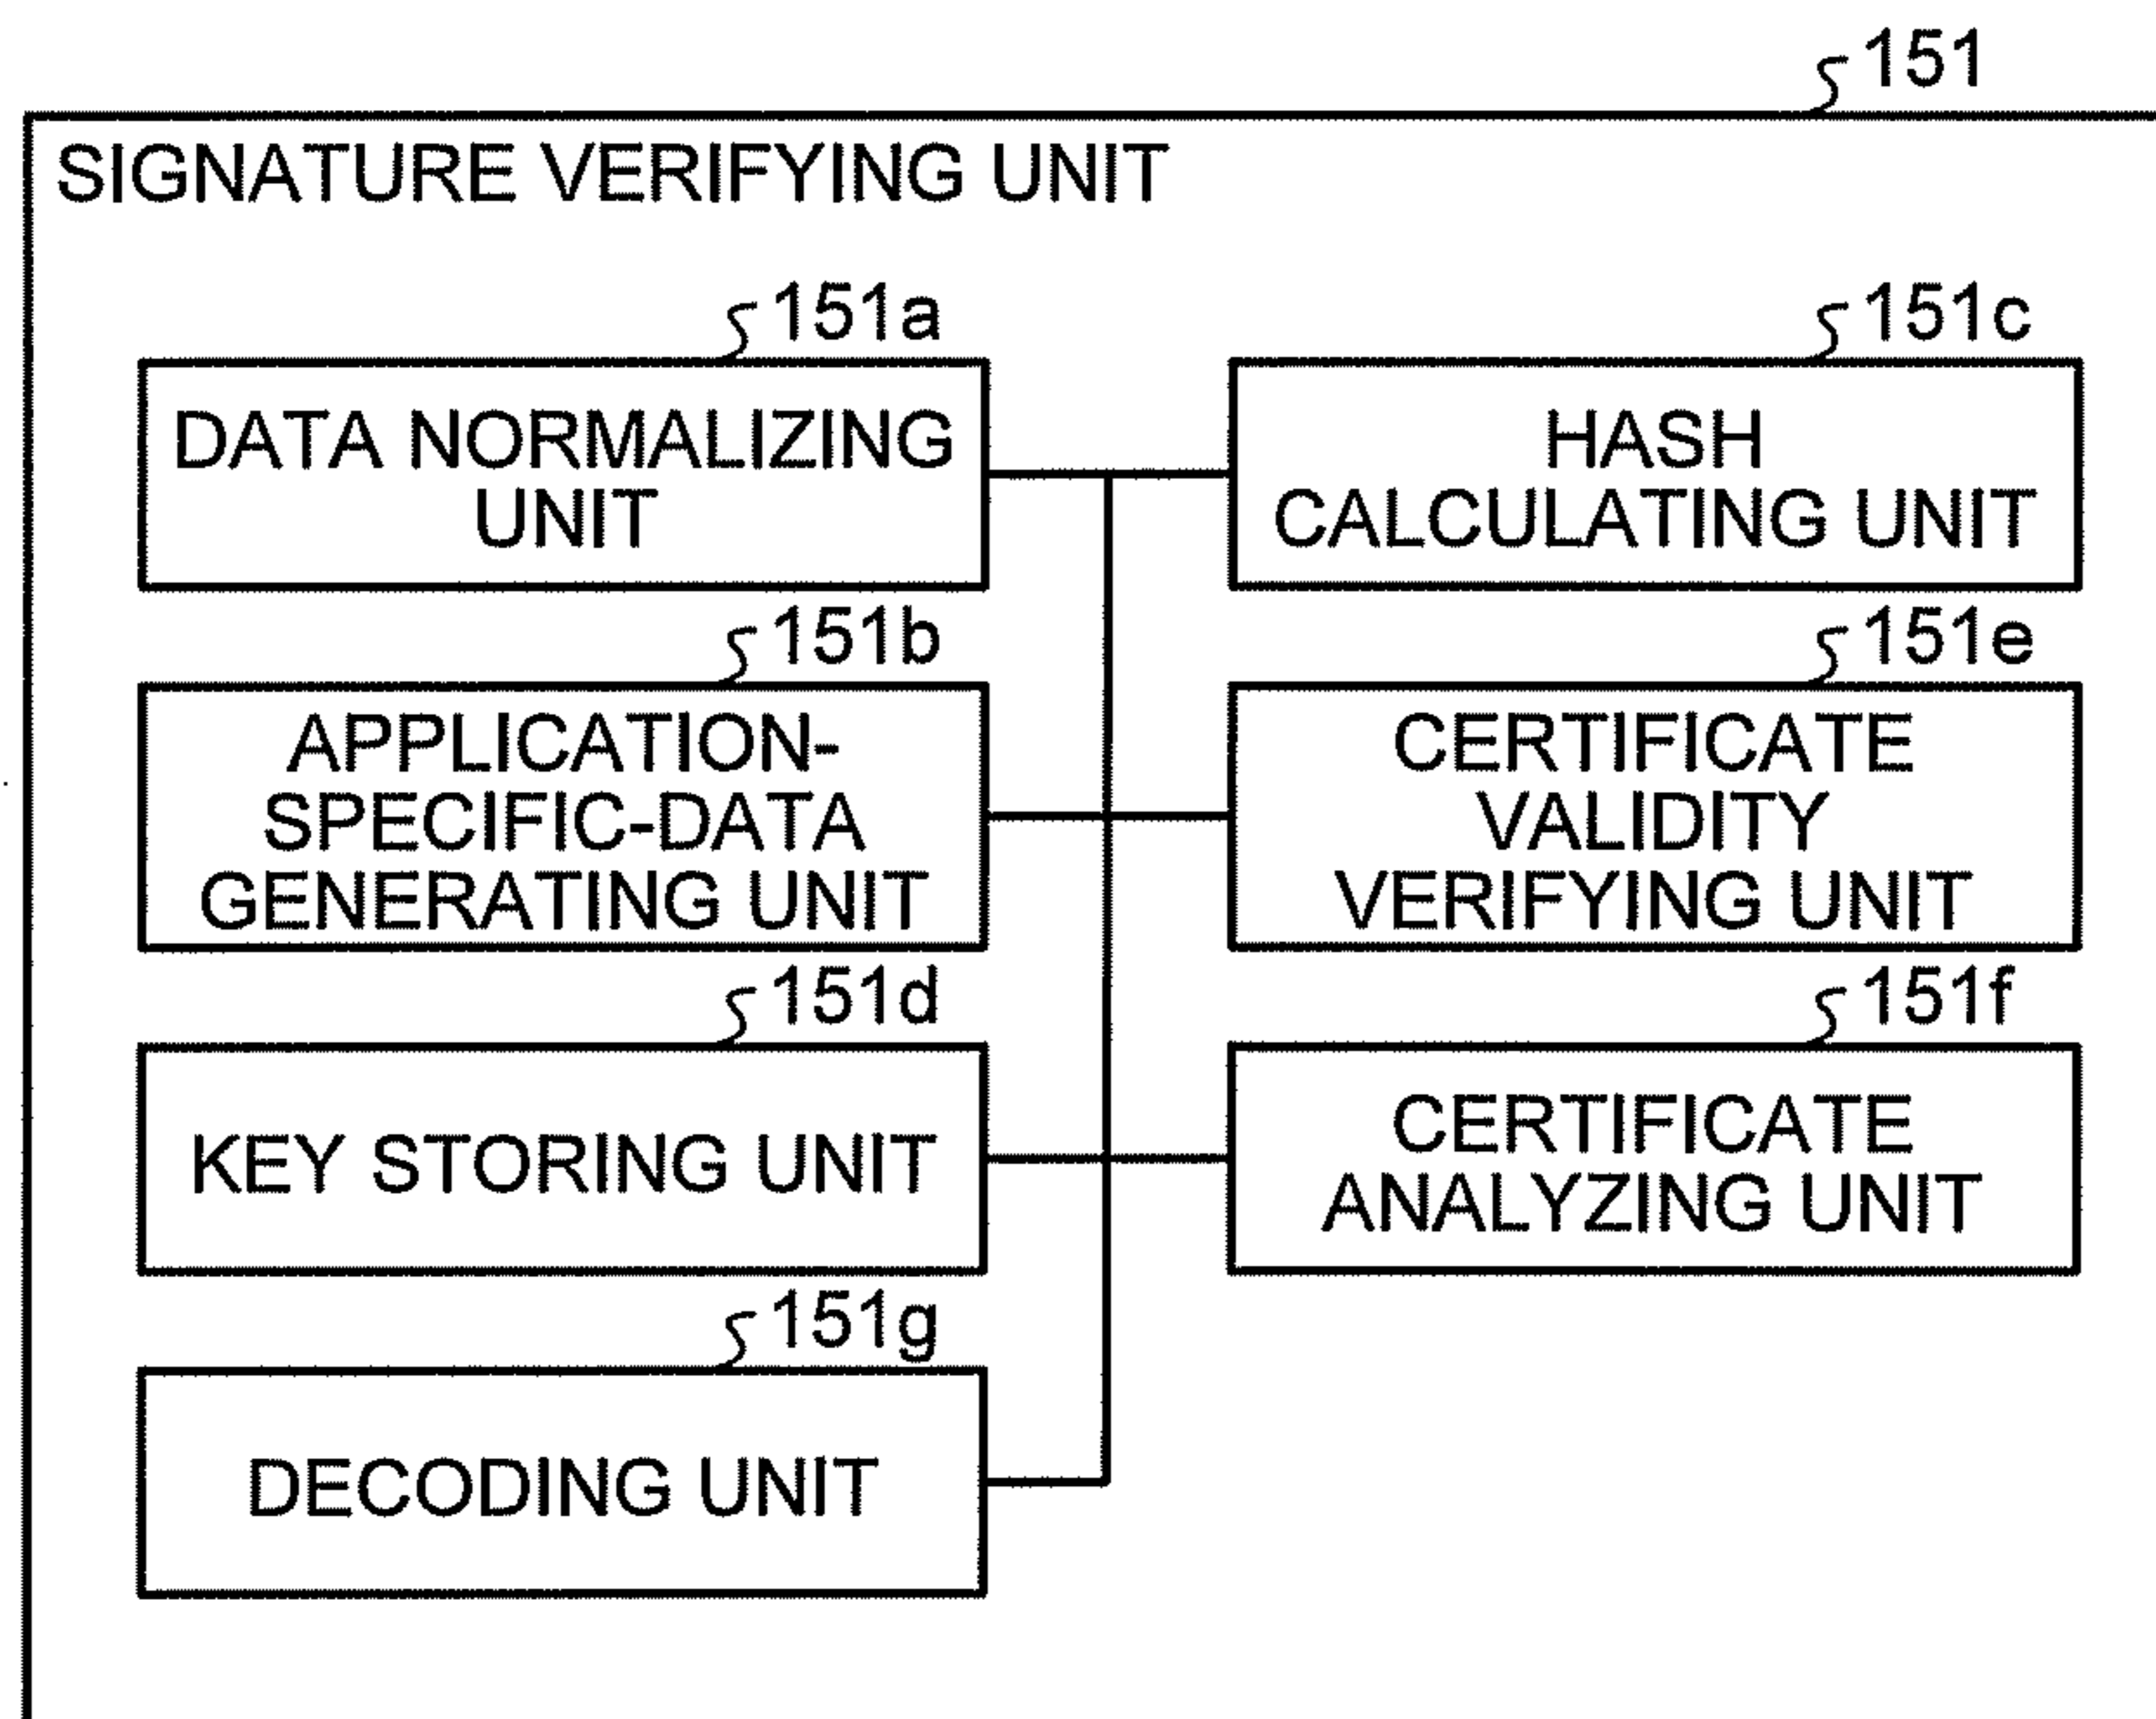 151
SIGNATURE VERIFYING UNIT
151a
DATA NORMALIZING
UNIT
151c
HASH
CALCULATING UNIT
151b
APPLICATION-
SPECIFIC-DATA
GENERATING UNIT
151e
CERTIFICATE
VALIDITY
VERIFYING UNIT
151d
KEY STORING UNIT
151f
CERTIFICATE
ANALYZING UNIT
151g
DECODING UNIT